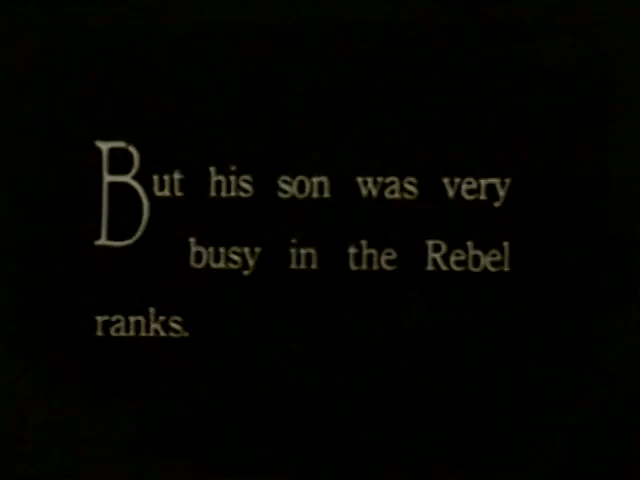 But his son was very
busy in the Rebel
ranks.